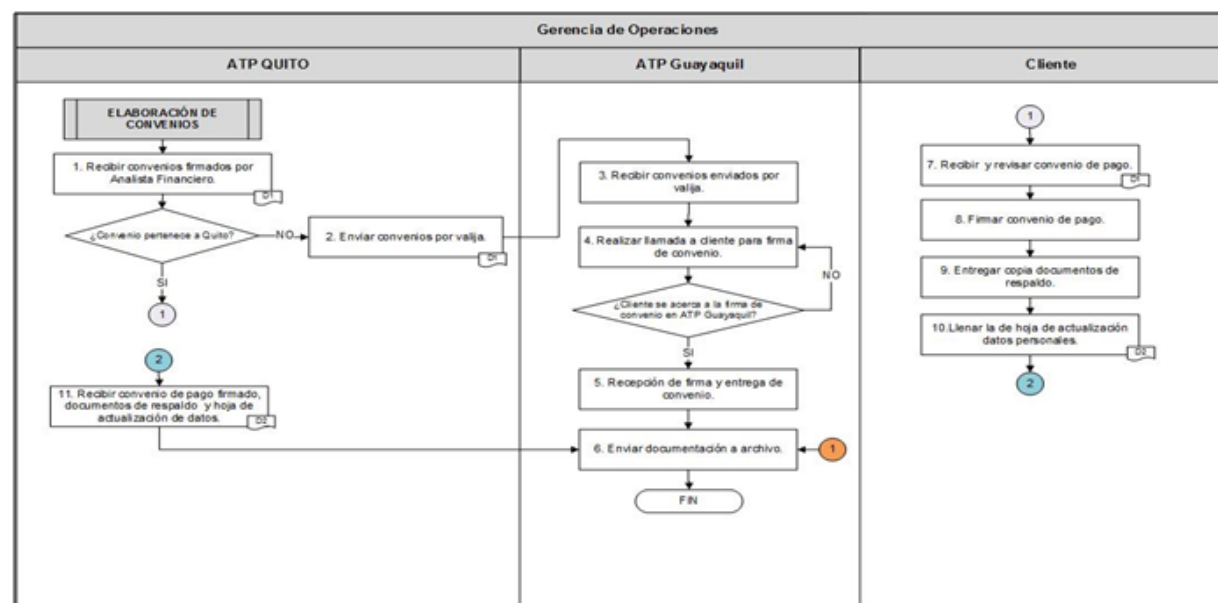 Gerencia de Operaciones
ATP QUITO
ATP Guayaquil
Cliente
ELABORACIÓN DE
CONVENIOS
1. Recibir convenios firmados por
Analista Financiero.
D1
¿Convenio pertenece a Quito?
NO
2. Enviar convenios por valija.
D1
SI
1
2
11. Recibir convenio de pago firmado,
documentos de respaldo y hoja de
actualización de datos.
D2
3. Recibir convenios enviados por
valija.
4. Realizar llamada a cliente para firma
de convenio.
NO
¿Cliente se acerca a la firma de
convenio en ATP Guayaquil?
SI
5. Recepción de firma y entrega de
convenio.
6. Enviar documentación a archivo.
1
FIN
1
7. Recibir y revisar convenio de pago.
D1
8. Firmar convenio de pago.
9. Entregar copia documentos de
respaldo.
10.Llenar la de hoja de actualización
datos personales.
D2
2